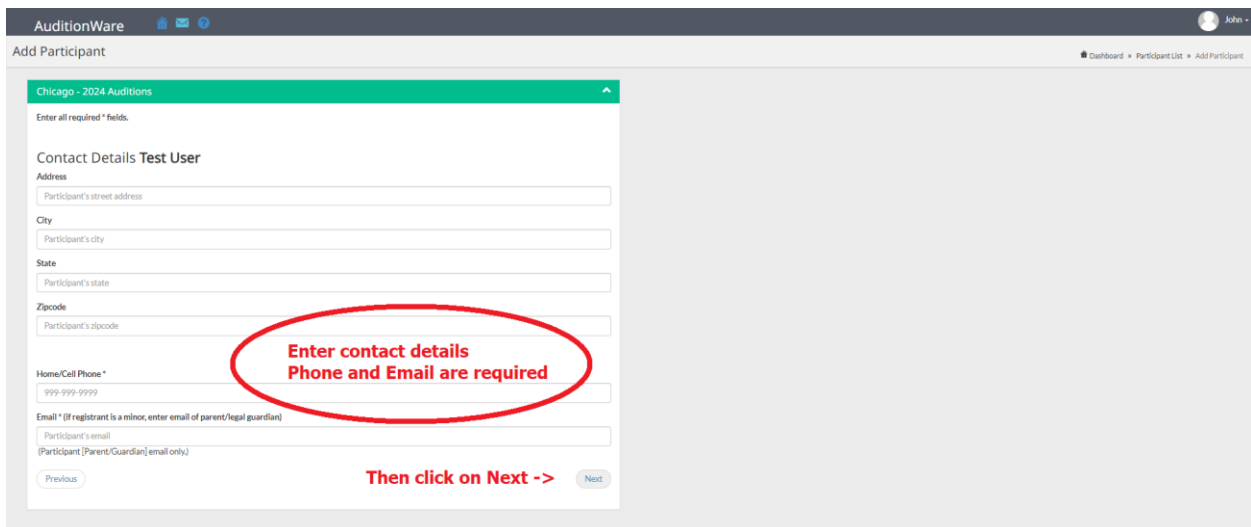 AuditionWare
John
Add Participant
Dashboard » Participant List » Add Participant
Chicago - 2024 Auditions
Enter all required * fields.
Contact Details Test User
Address
Participant's street address
City
Participant's city
State
Participant's state
Zipcode
Participant's zipcode
Enter contact details
Phone and Email are required
Home/Cell Phone *
999-999-9999
Email * (if registrant is a minor, enter email of parent/legal guardian)
Participant's email
(Participant [Parent/Guardian] email only.)
Previous
Then click on Next ->
Next